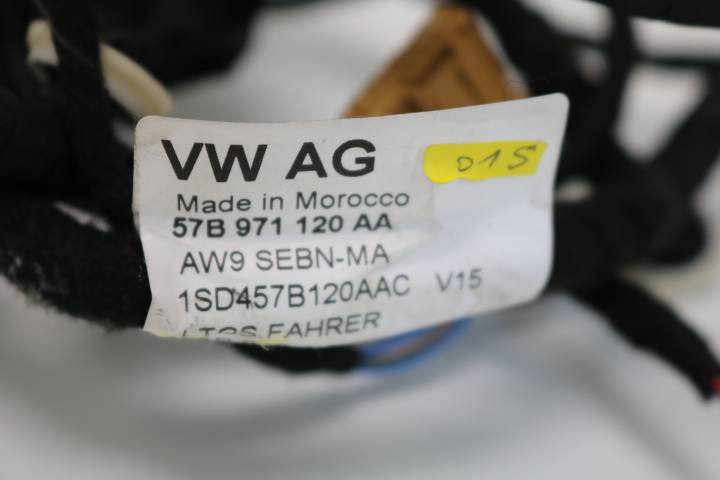 VW AG
015
Made in Morocco
57B 971 120 AA
AW9 SEBN-MA
1SD457B120AAC V15
FAHRER